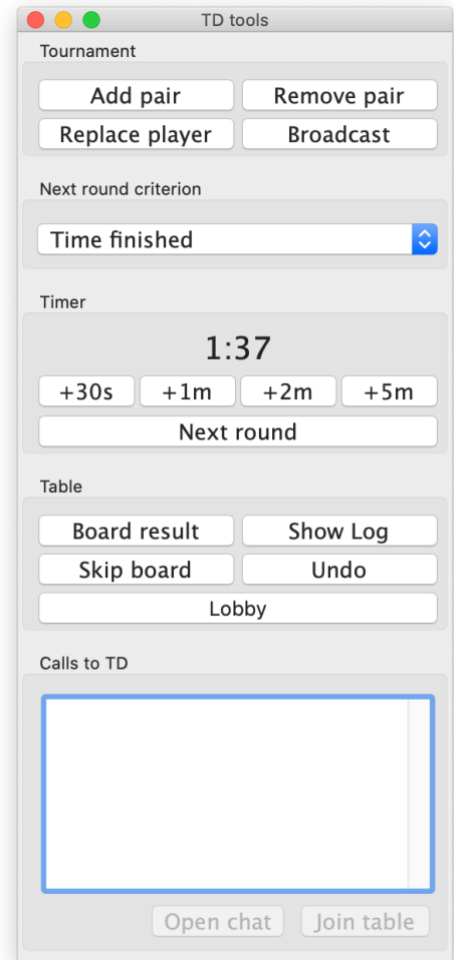 TD tools
Tournament
Add pair Remove pair
Replace player Broadcast
Next round criterion
Time finished
Timer
1:37
+30s +1m +2m +5m
Next round
Table
Board result Show Log
Skip board Undo
Lobby
Calls to TD
Open chat Join table